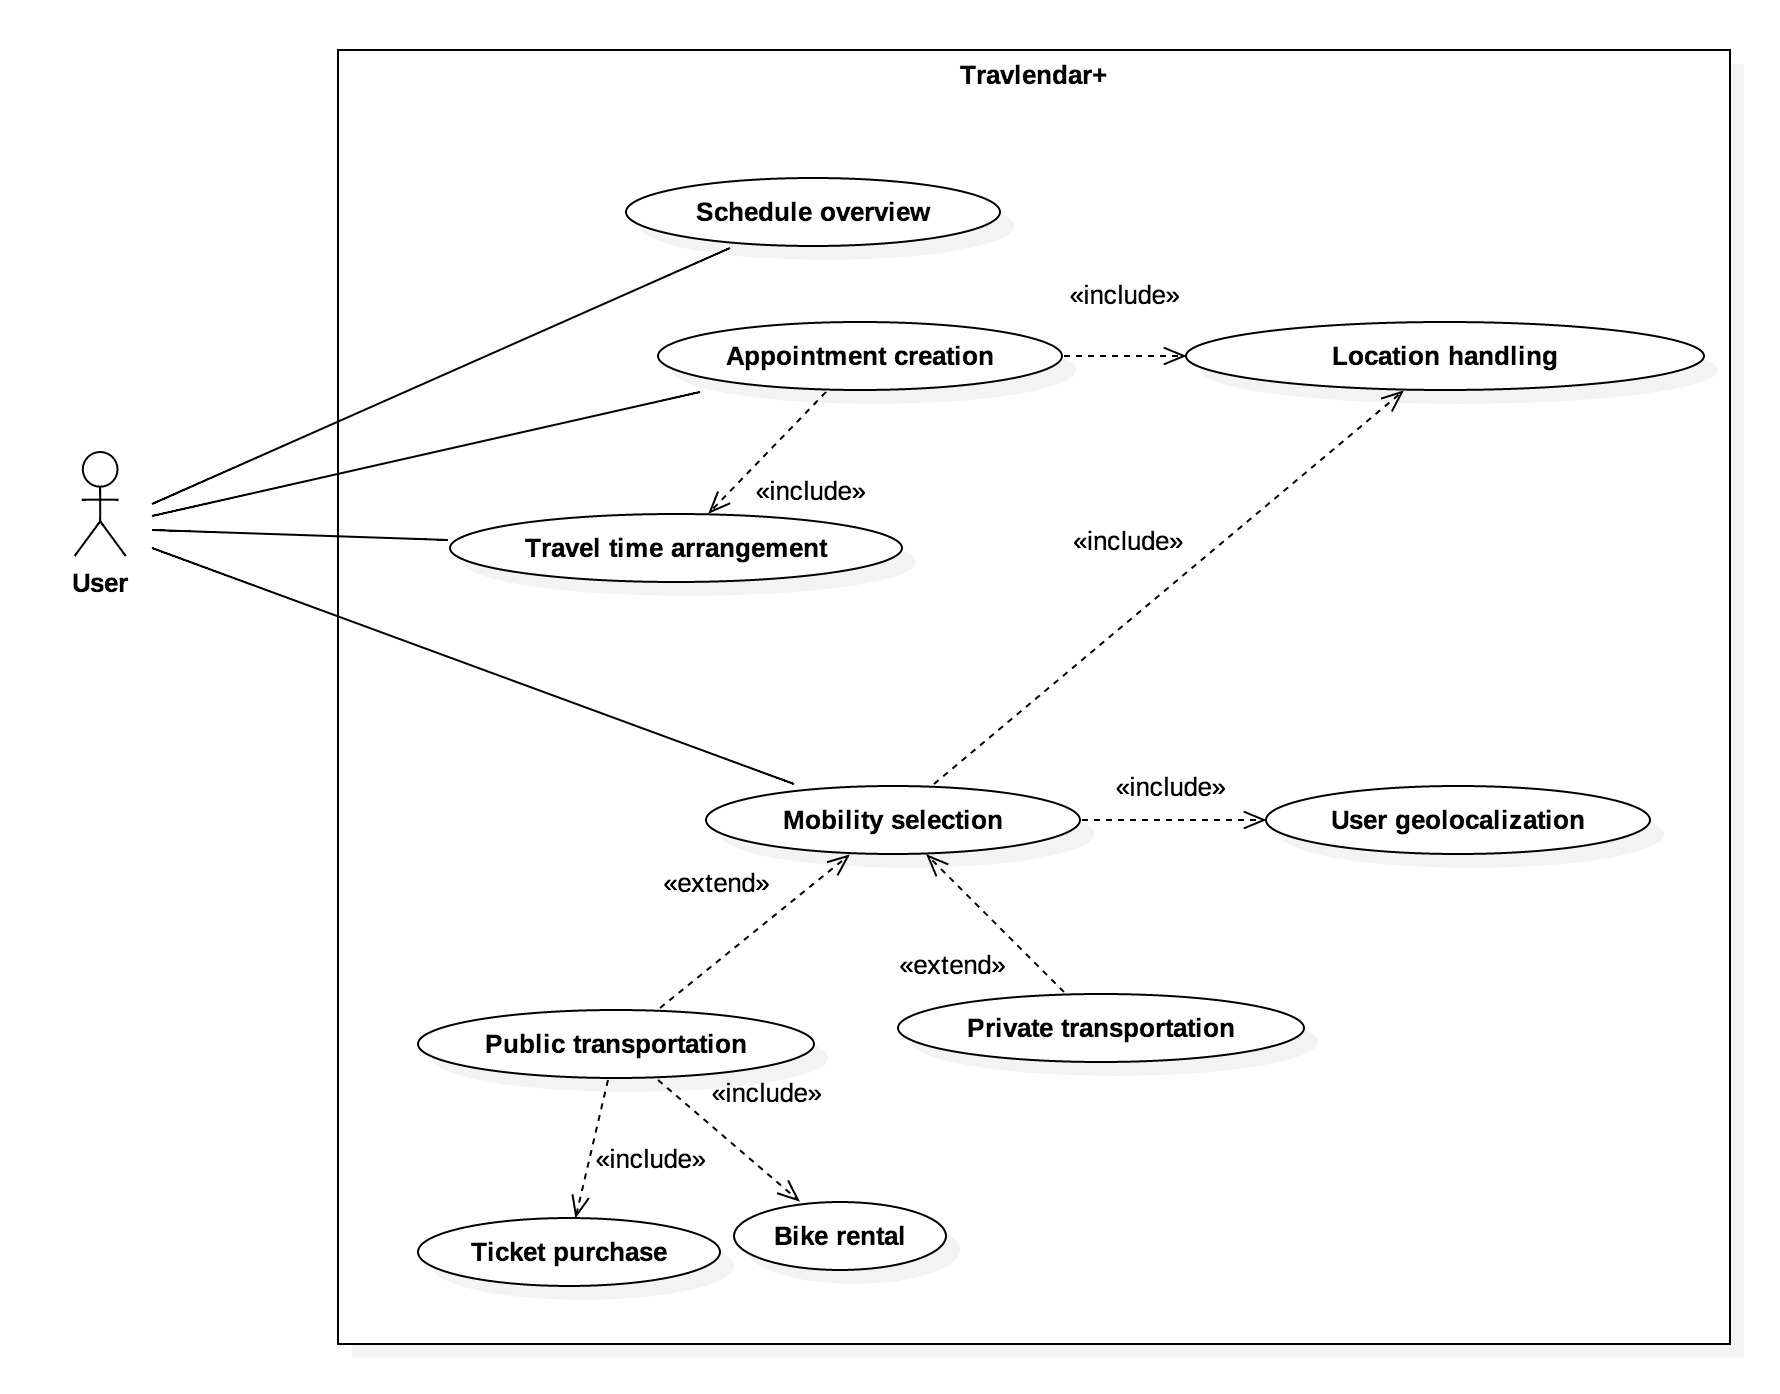 Travlendar+
Schedule overview
«include»
Appointment creation
Location handling
«include»
«include»
Travel time arrangement
User
«include»
Mobility selection
User geolocalization
«extend»
«extend»
Private transportation
Public transportation
«include»
«include»
Bike rental
Ticket purchase